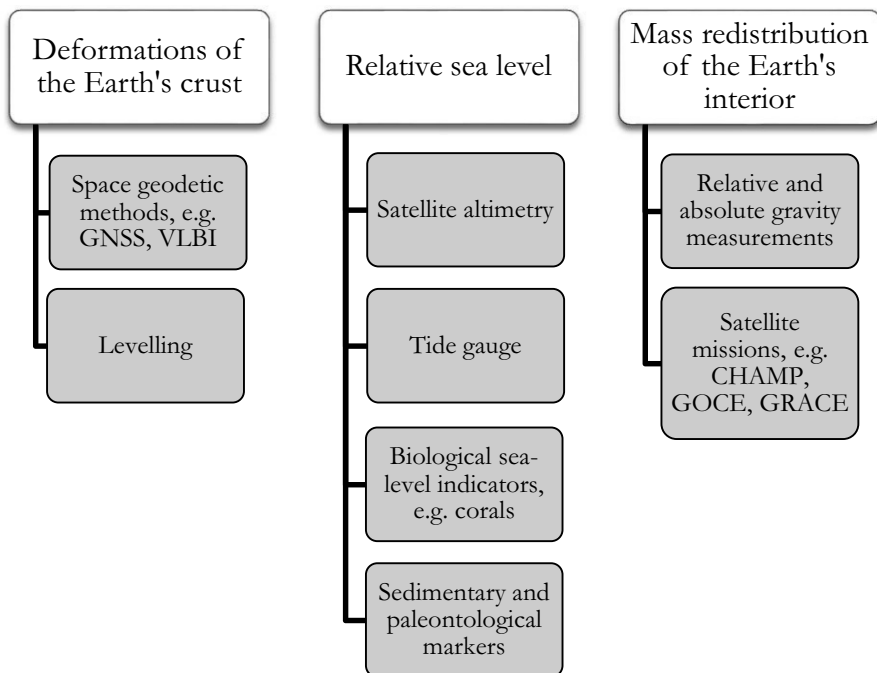 Deformations of
the Earth's crust
Space geodetic
methods, e.g.
GNSS, VLBI
Levelling
Relative sea level
Satellite altimetry
Tide gauge
Biological sea-
level indicators,
e.g. corals
Sedimentary and
paleontological
markers
Mass redistribution
of the Earth's
interior
Relative and
absolute gravity
measurements
Satellite
missions, e.g.
CHAMP,
GOCE, GRACE